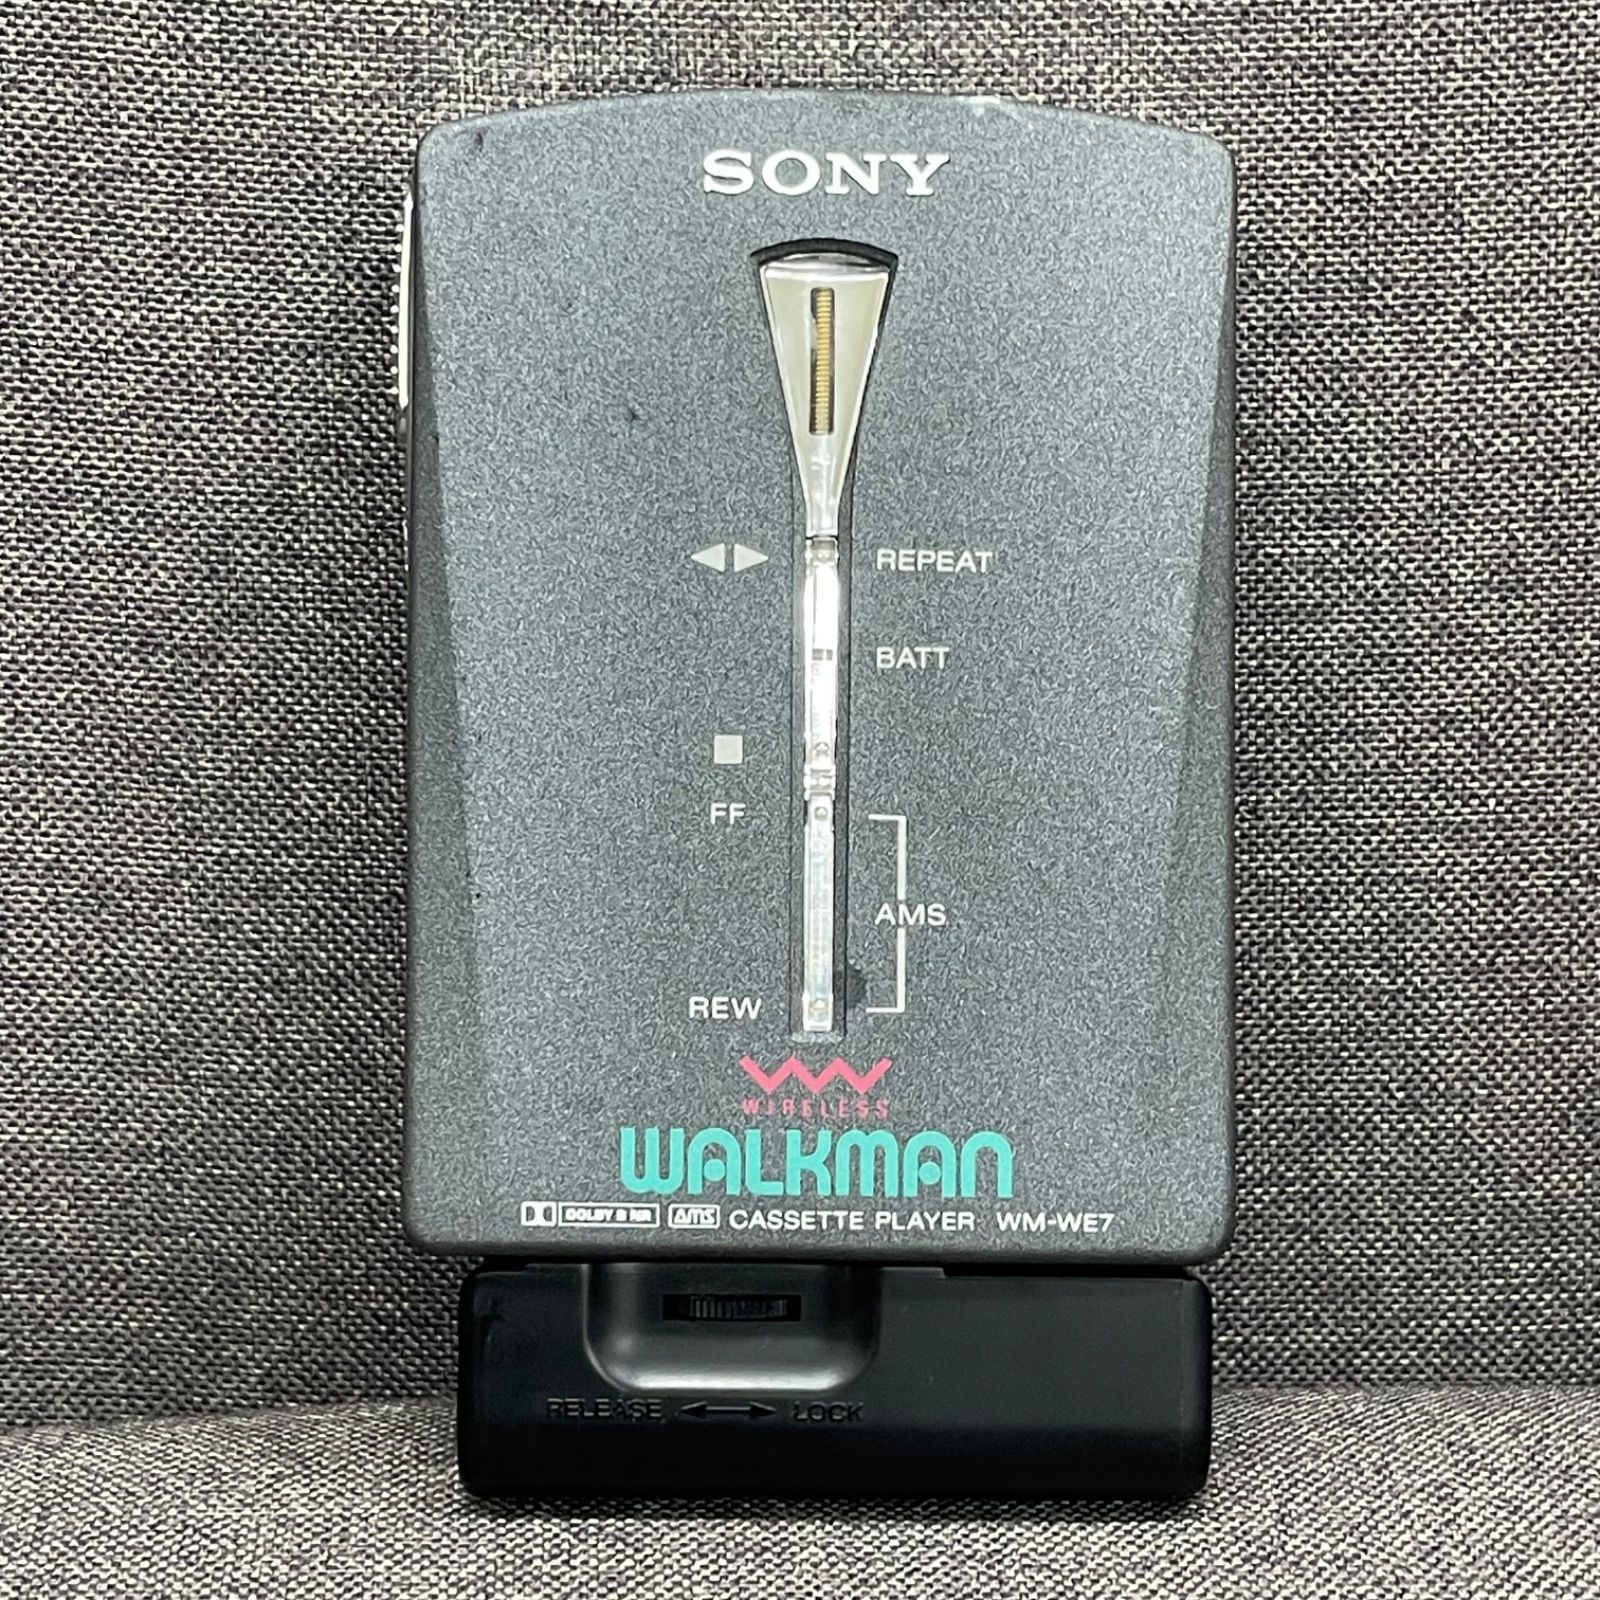 SONY
REPEAT
BATT
FF
AMS
REW
WIRELESS
WALKMAN
DOLBY B NR AMS CASSETTE PLAYER WM-WE7
RELEASE LOCK